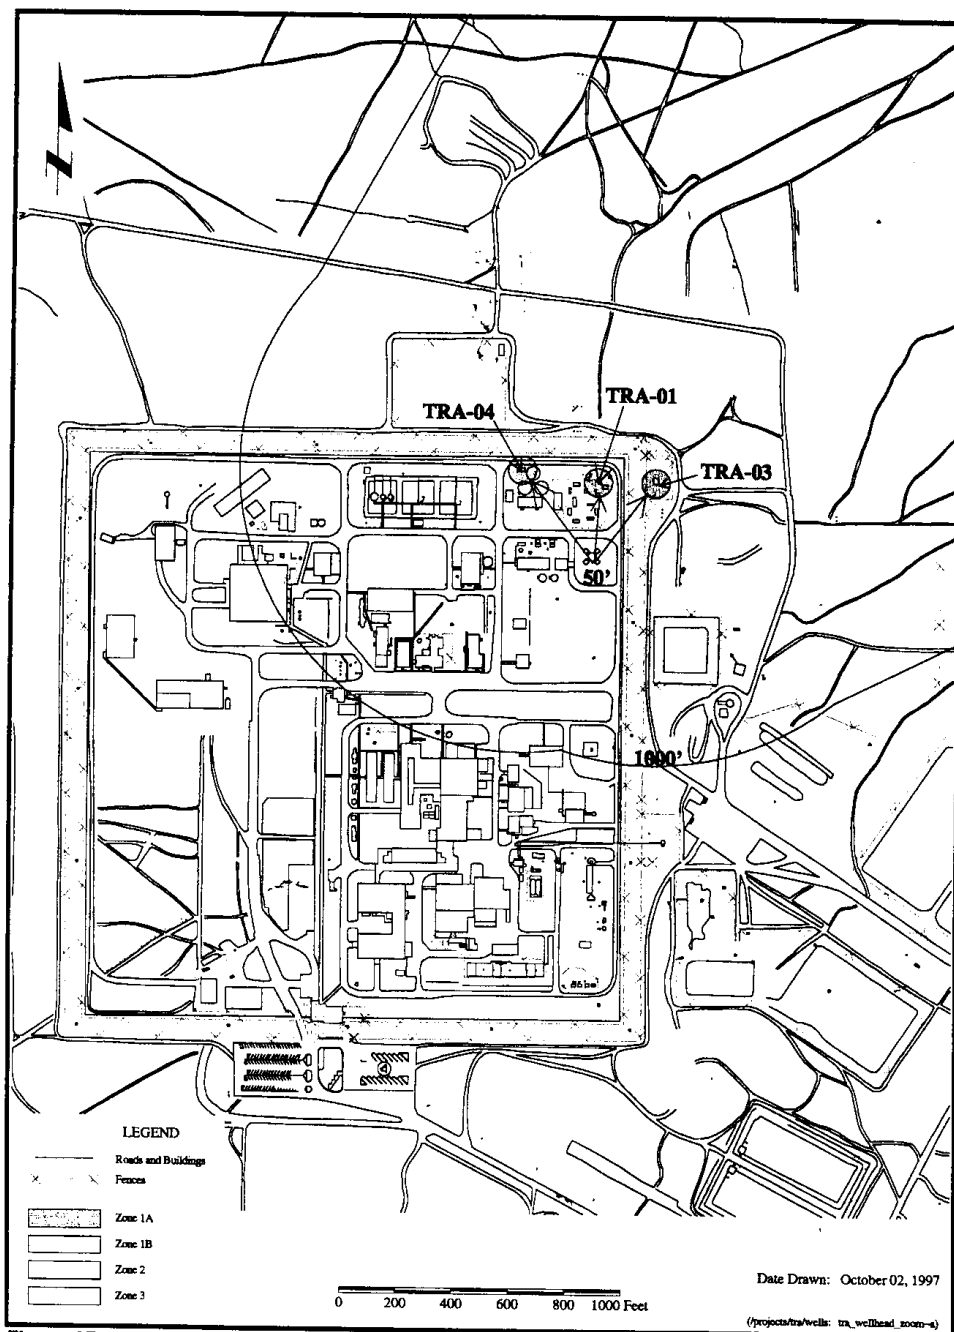 TRA-04
TRA-01
TRA-03
50'
1000'
LEGEND
Roads and Buildings
Fences
Zone 1A
Zone 1B
Zone 2
Zone 3
0 200 400 600 800 1000 Feet
Date Drawn: October 02, 1997
(/projects/tra/wells: tra_wellhead_zoom-a)